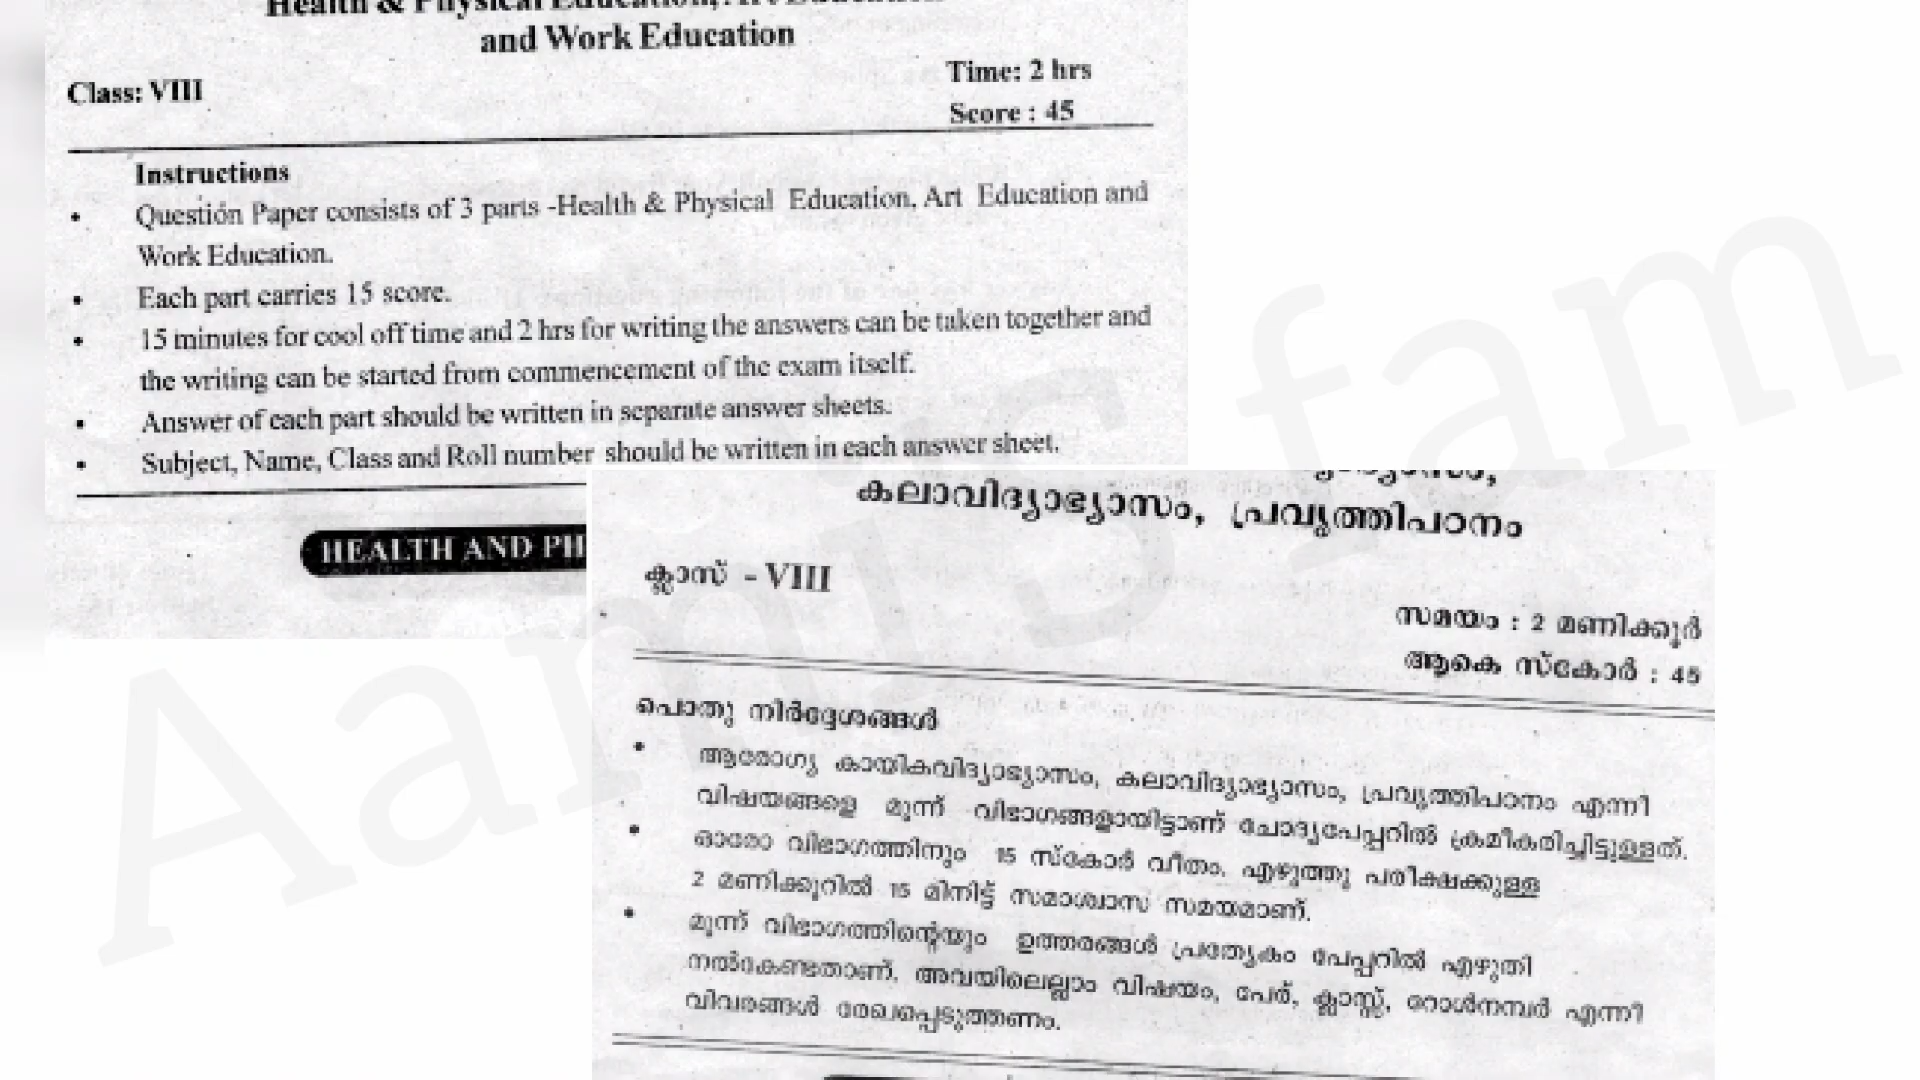 Health & Physical Education, Art Education
and Work Education
Class: VIII
Time: 2 hrs
Score : 45
Instructions
• Question Paper consists of 3 parts -Health & Physical Education, Art Education and
Work Education.
• Each part carries 15 score.
• 15 minutes for cool off time and 2 hrs for writing the answers can be taken together and
the writing can be started from commencement of the exam itself.
• Answer of each part should be written in separate answer sheets.
• Subject, Name, Class and Roll number should be written in each answer sheet.
HEALTH AND PH
കലാവിദ്യാഭ്യാസം, പ്രവൃത്തിപഠനം
ക്ലാസ് - VIII
സമയം : 2 മണിക്കൂർ
ആകെ സ്കോർ : 45
പൊതു നിർദ്ദേശങ്ങൾ
• ആരോഗ്യ കായികവിദ്യാഭ്യാസം, കലാവിദ്യാഭ്യാസം, പ്രവൃത്തിപഠനം എന്നീ
വിഷയങ്ങളെ മൂന്ന് വിഭാഗങ്ങളായിട്ടാണ് ചോദ്യപേപ്പറിൽ ക്രമീകരിച്ചിട്ടുള്ളത്.
• ഓരോ വിഭാഗത്തിനും 15 സ്കോർ വീതം. എഴുത്തു പരീക്ഷക്കുള്ള
2 മണിക്കൂറിൽ 15 മിനിട്ട് സമാശ്വാസ സമയമാണ്.
• മൂന്ന് വിഭാഗത്തിന്റെയും ഉത്തരങ്ങൾ പ്രത്യേകം പേപ്പറിൽ എഴുതി
നൽകേണ്ടതാണ്. അവയിലെല്ലാം വിഷയം, പേര്, ക്ലാസ്സ്, റോൾനമ്പർ എന്നീ
വിവരങ്ങൾ രേഖപ്പെടുത്തണം.
Aami'S fam